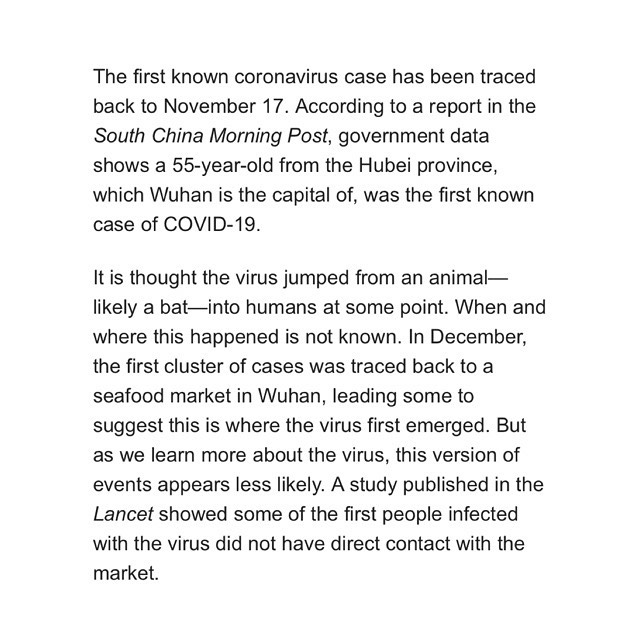 The first known coronavirus case has been traced
back to November 17. According to a report in the
South China Morning Post, government data
shows a 55-year-old from the Hubei province,
which Wuhan is the capital of, was the first known
case of COVID-19.
It is thought the virus jumped from an animal—
likely a bat—into humans at some point. When and
where this happened is not known. In December,
the first cluster of cases was traced back to a
seafood market in Wuhan, leading some to
suggest this is where the virus first emerged. But
as we learn more about the virus, this version of
events appears less likely. A study published in the
Lancet showed some of the first people infected
with the virus did not have direct contact with the
market.